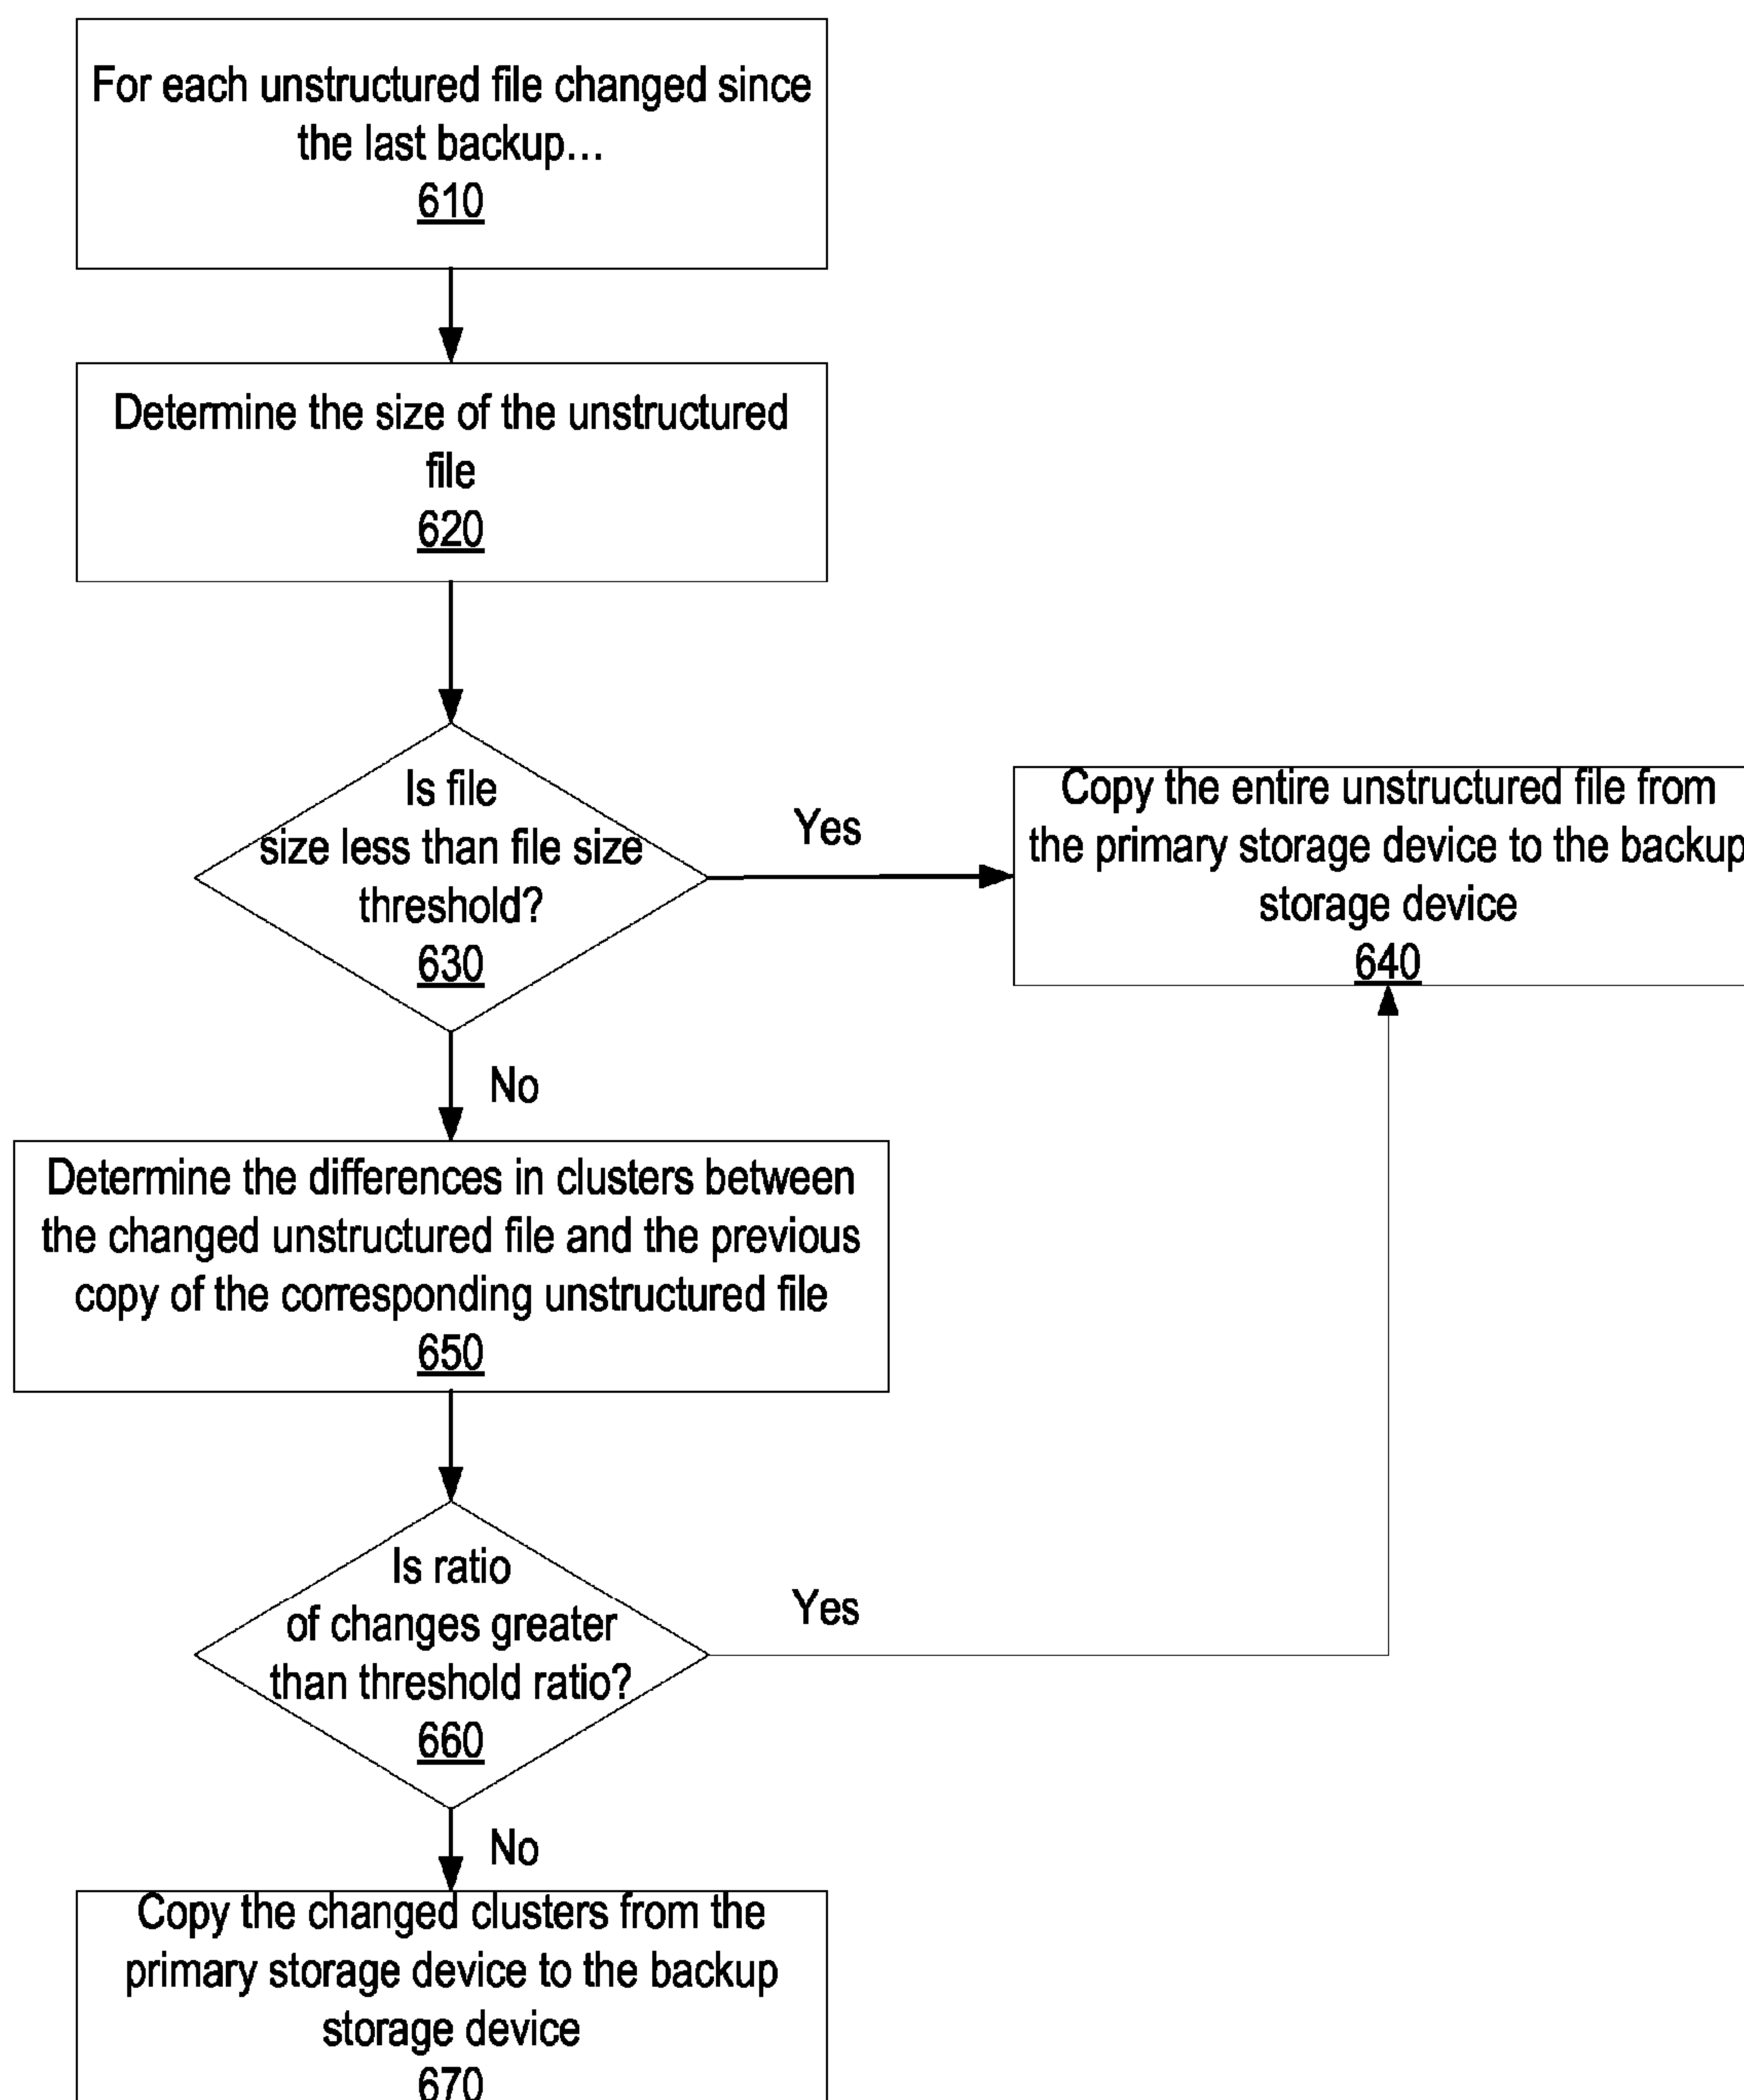 For each unstructured file changed since
the last backup...
610
Determine the size of the unstructured
file
620
Is file
size less than file size
threshold?
630
Yes
Copy the entire unstructured file from
the primary storage device to the backup
storage device
640
No
Determine the differences in clusters between
the changed unstructured file and the previous
copy of the corresponding unstructured file
650
Is ratio
of changes greater
than threshold ratio?
660
Yes
No
Copy the changed clusters from the
primary storage device to the backup
storage device
670